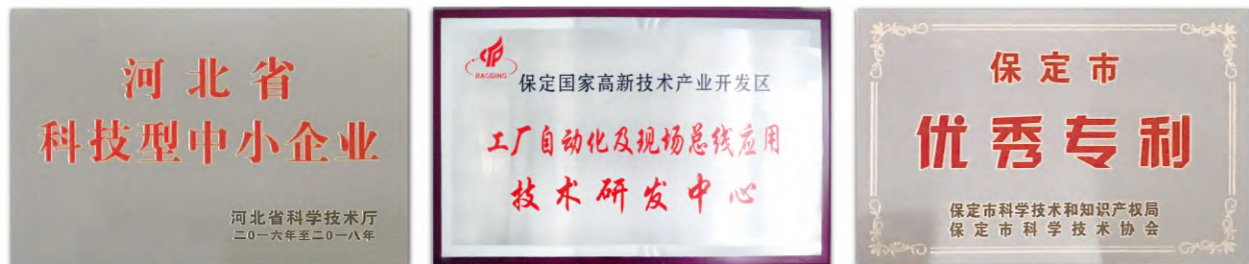 河北省
科技型中小企业
河北省科学技术厅
二0一六年至二0一八年
BAODING
保定国家高新技术产业开发区
工厂自动化及现场总线应用
技术研发中心
保定市
优秀专利
保定市科学技术和知识产权局
保定市科学技术协会